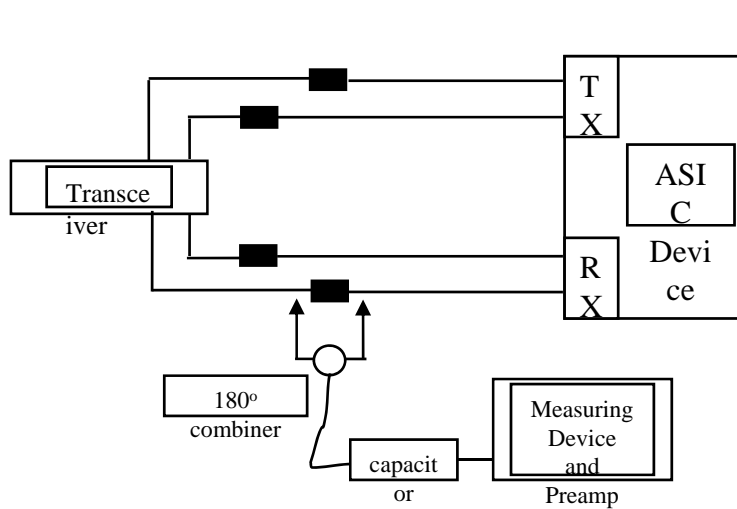 T
X
ASI
C
Transce
iver
R
X
Devi
ce
180º
combiner
Measuring
Device
and
Preamp
capacit
or